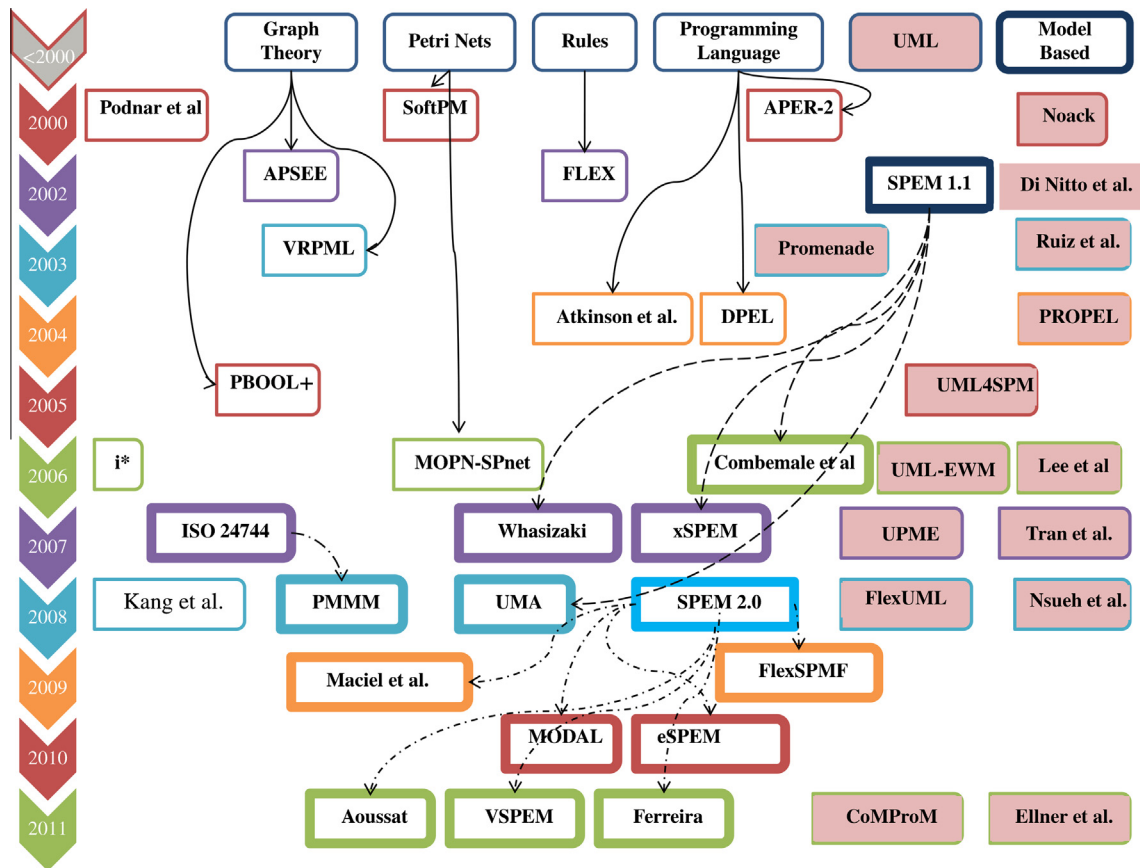 <2000
Graph
Theory
Petri Nets
Rules
Programming
Language
UML
Model
Based
2000
Podnar et al
SoftPM
APER-2
Noack
2002
APSEE
FLEX
SPEM 1.1
Di Nitto et al.
2003
VRPML
Promenade
Ruiz et al.
2004
Atkinson et al.
DPEL
PROPEL
2005
PBOOL+
UML4SPM
2006
i*
MOPN-SPnet
Combemale et al
UML-EWM
Lee et al
2007
ISO 24744
Whasizaki
xSPEM
UPME
Tran et al.
2008
Kang et al.
PMMM
UMA
SPEM 2.0
FlexUML
Nsueh et al.
2009
Maciel et al.
FlexSPMF
2010
MODAL
eSPEM
2011
Aoussat
VSPEM
Ferreira
CoMProM
Ellner et al.